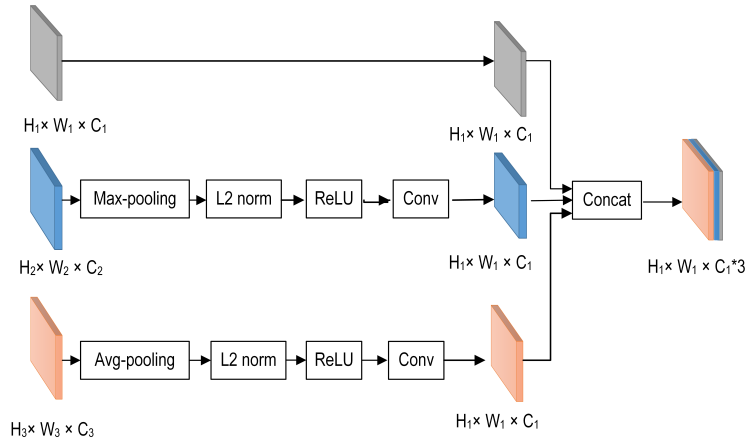 H₁× W₁ × C₁
H₁× W₁ × C₁
Max-pooling
L2 norm
ReLU
Conv
Concat
H₂× W₂ × C₂
H₁× W₁ × C₁
H₁× W₁ × C₁*3
Avg-pooling
L2 norm
ReLU
Conv
H₃× W₃ × C₃
H₁× W₁ × C₁